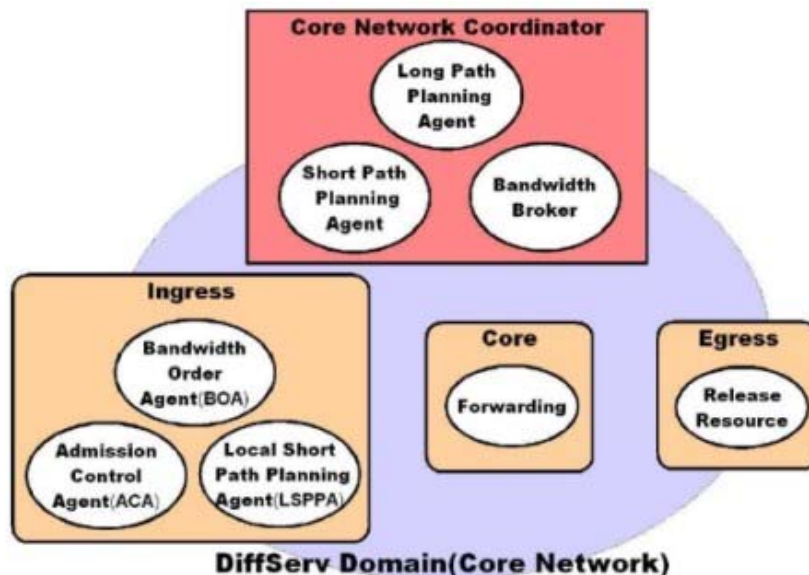 Core Network Coordinator
Long Path
Planning
Agent
Short Path
Planning
Agent
Bandwidth
Broker
Ingress
Bandwidth
Order
Agent(BOA)
Admission
Control
Agent(ACA)
Local Short
Path Planning
Agent(LSPPA)
Core
Forwarding
Egress
Release
Resource
DiffServ Domain(Core Network)